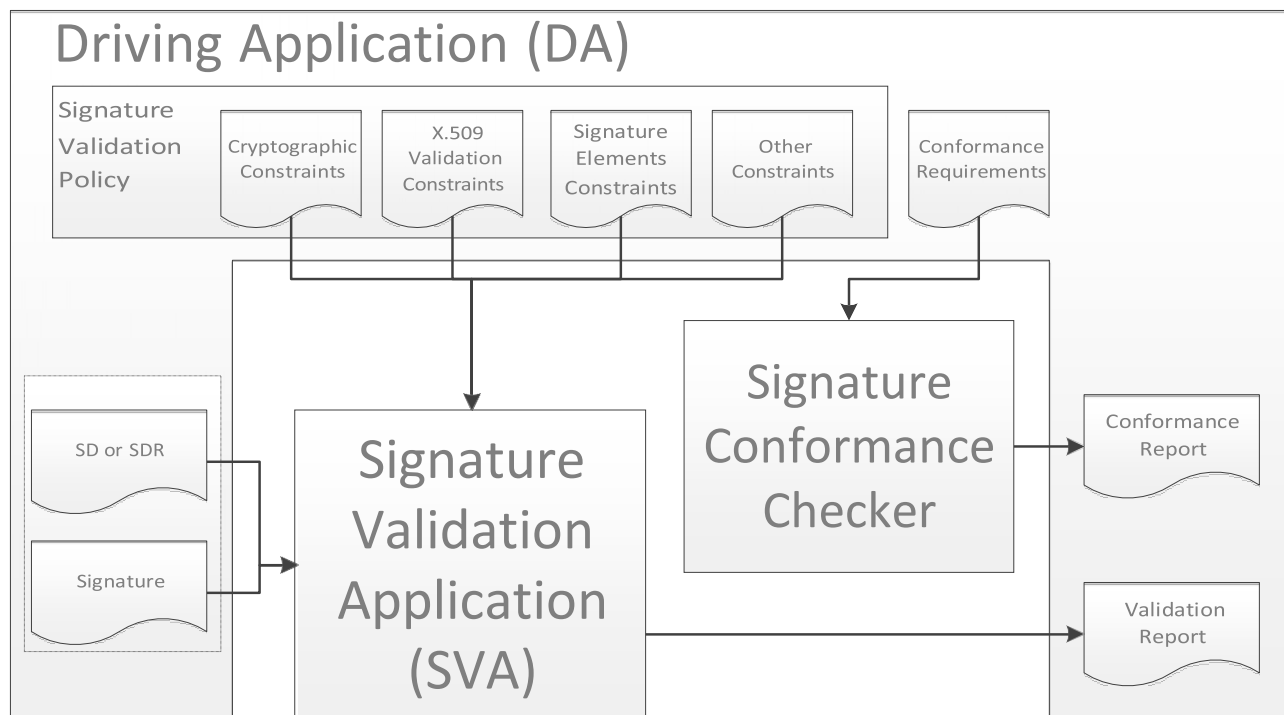 Driving Application (DA)
Signature
Validation
Policy
Cryptographic
Constraints
X.509
Validation
Constraints
Signature
Elements
Constraints
Other
Constraints
Conformance
Requirements
SD or SDR
Signature
Signature
Validation
Application
(SVA)
Signature
Conformance
Checker
Conformance
Report
Validation
Report